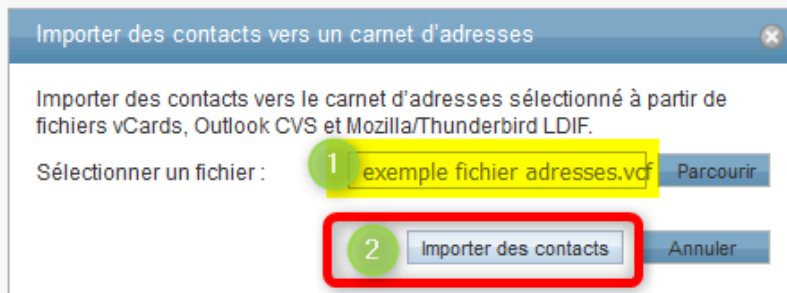 Importer des contacts vers un carnet d'adresses
Importer des contacts vers le carnet d'adresses sélectionné à partir de
fichiers vCards, Outlook CVS et Mozilla/Thunderbird LDIF.
Sélectionner un fichier : 1 exemple fichier adresses.vcf Parcourir
2 Importer des contacts Annuler